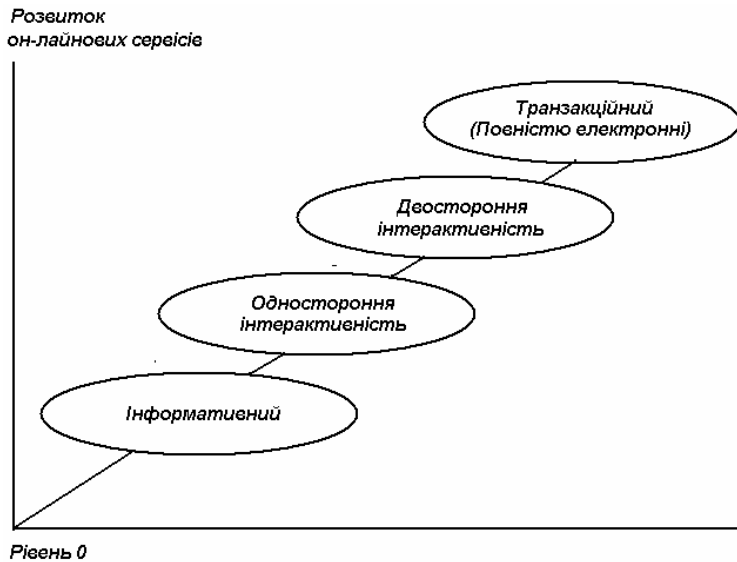 Розвиток
он-лайнових сервісів
Транзакційний
(Повністю електронні)
Двостороння
інтерактивність
Одностороння
інтерактивність
Інформативний
Рівень 0